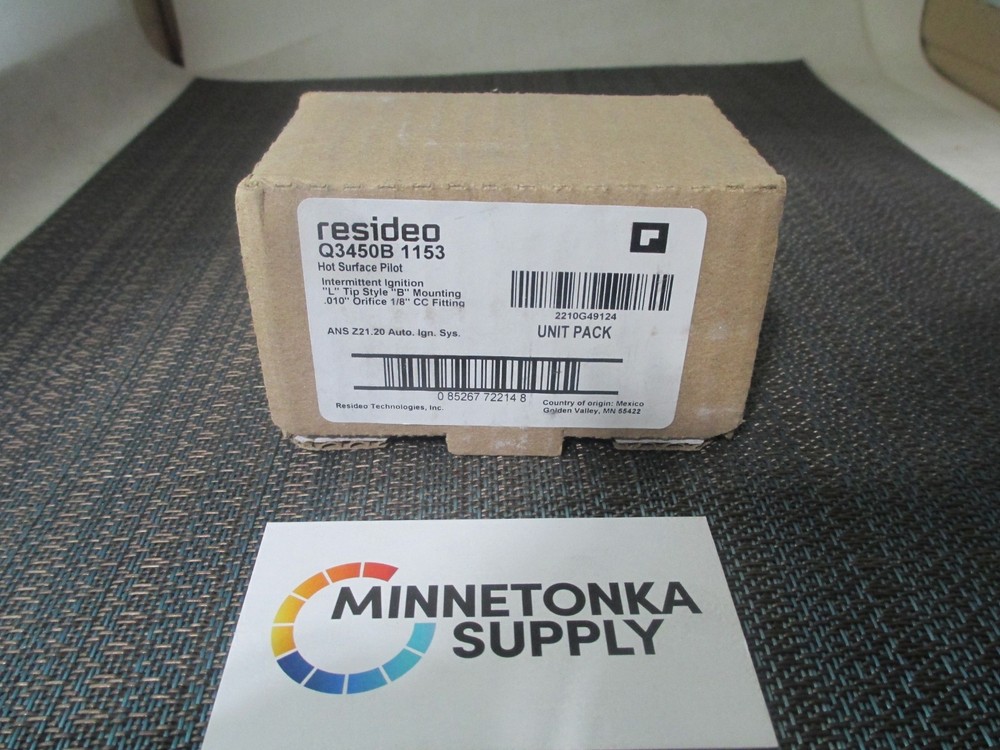 resideo
Q3450B 1153
Hot Surface Pilot
Intermittent Ignition
"L" Tip Style "B" Mounting
.010" Orifice 1/8" CC Fitting
2210G49124
ANS Z21.20 Auto. Ign. Sys.
UNIT PACK
0 85267 72214 8
Resideo Technologies, Inc.
Country of origin: Mexico
Golden Valley, MN 55422
MINNETONKA
SUPPLY